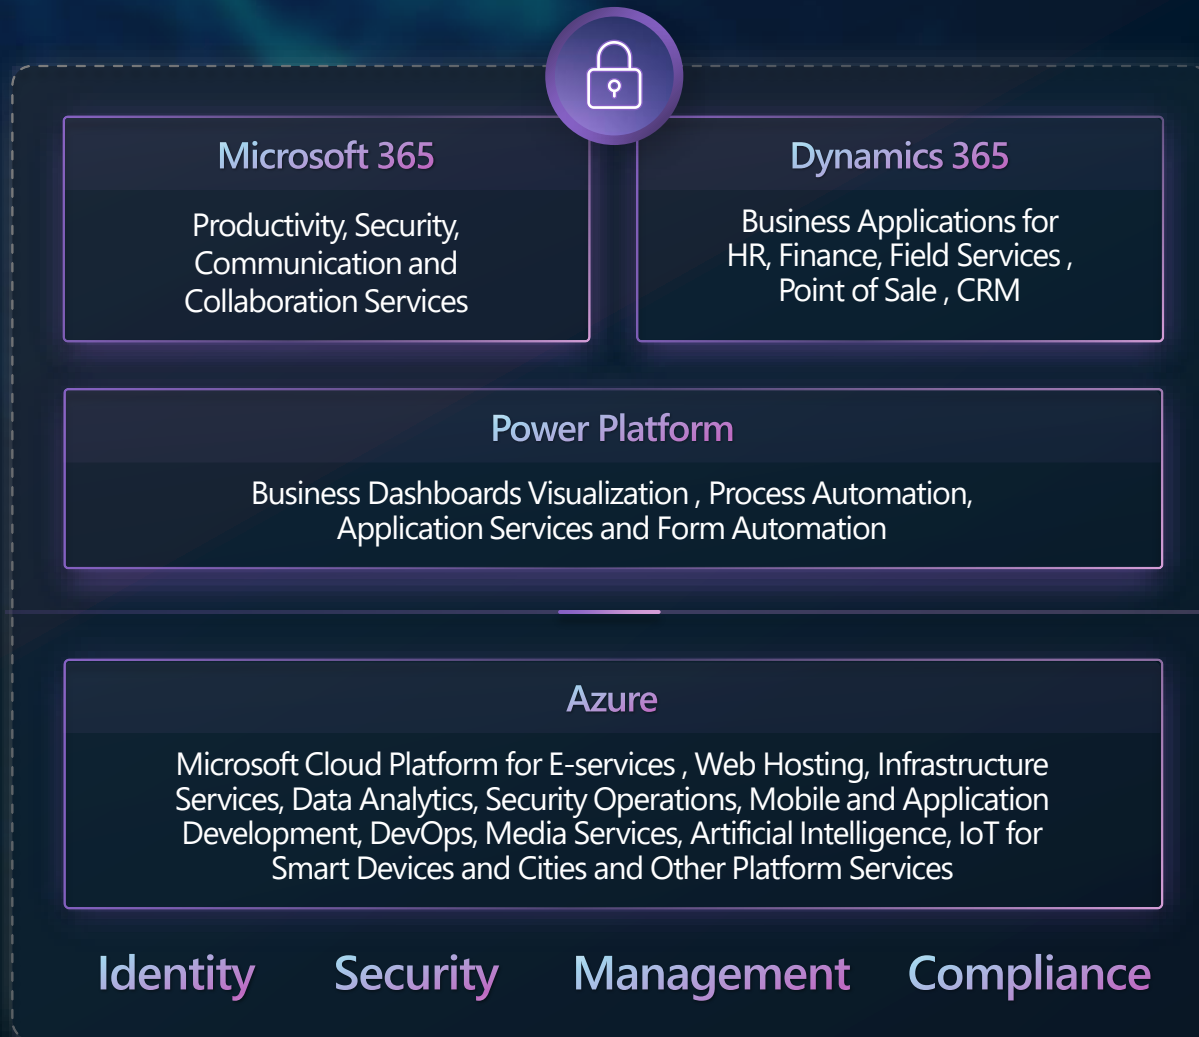 Microsoft 365
Productivity, Security,
Communication and
Collaboration Services
Dynamics 365
Business Applications for
HR, Finance, Field Services ,
Point of Sale , CRM
Power Platform
Business Dashboards Visualization , Process Automation,
Application Services and Form Automation
Azure
Microsoft Cloud Platform for E-services , Web Hosting, Infrastructure
Services, Data Analytics, Security Operations, Mobile and Application
Development, DevOps, Media Services, Artificial Intelligence, IoT for
Smart Devices and Cities and Other Platform Services
Identity Security Management Compliance